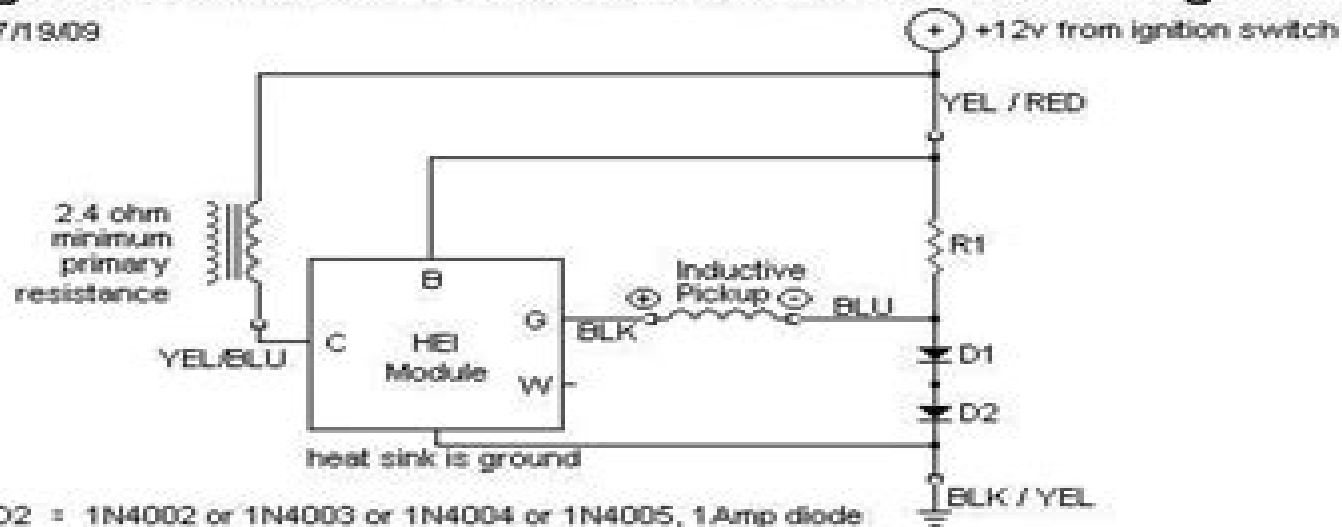 7/19/09
+12v from ignition switch
YEL / RED
2.4 ohm
minimum
primary
resistance
B
R1
Inductive
Pickup
+
-
BLU
G
BLK
C
HEI
Module
YEL/BLU
W
D1
D2
heat sink is ground
BLK / YEL
D2 = 1N4002 or 1N4003 or 1N4004 or 1N4005, 1Amp diode